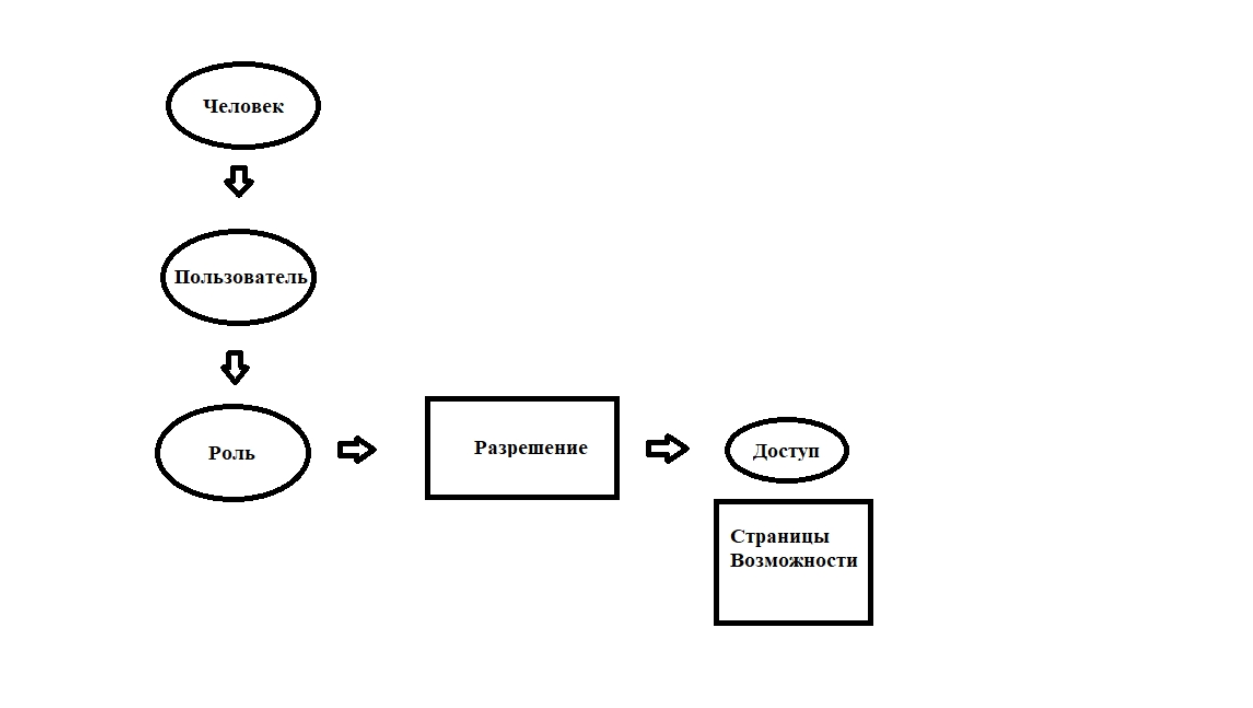 Человек
Пользователь
Роль
Разрешение
Доступ
Страницы
Возможности